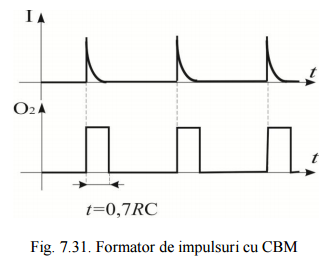 I
t
O₂
t
t=0,7RC
Fig. 7.31. Formator de impulsuri cu CBM